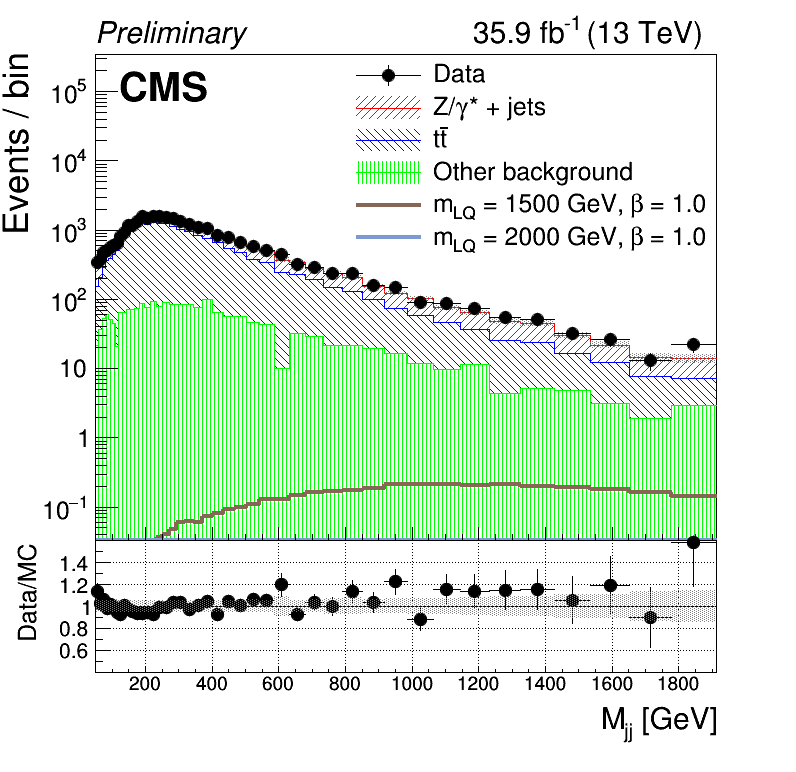 Preliminary 35.9 fb⁻¹ (13 TeV)
CMS
Data
Z/γ* + jets
tt̄
Other background
m_LQ = 1500 GeV, β = 1.0
m_LQ = 2000 GeV, β = 1.0
Events / bin
10⁵
10⁴
10³
10²
10
1
10⁻¹
Data/MC
1.4
1.2
1
0.8
0.6
200 400 600 800 1000 1200 1400 1600 1800
M_jj [GeV]